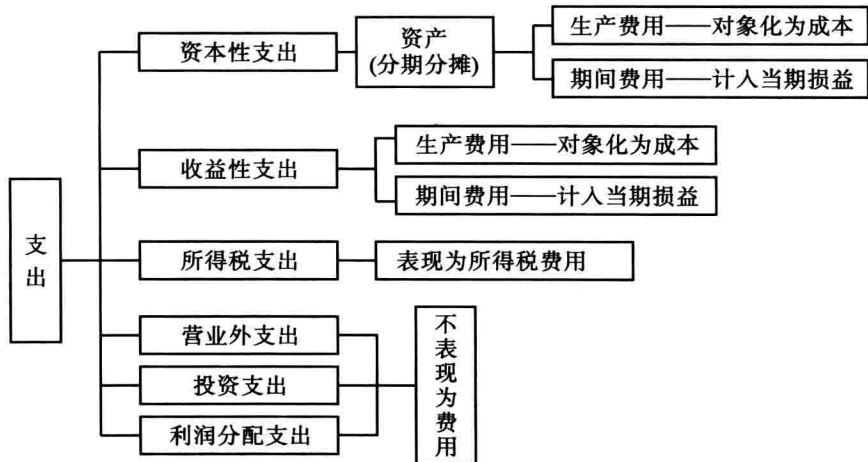 支出
资本性支出
资产
(分期分摊)
生产费用——对象化为成本
期间费用——计入当期损益
收益性支出
生产费用——对象化为成本
期间费用——计入当期损益
所得税支出
表现为所得税费用
营业外支出
投资支出
利润分配支出
不表现为费用